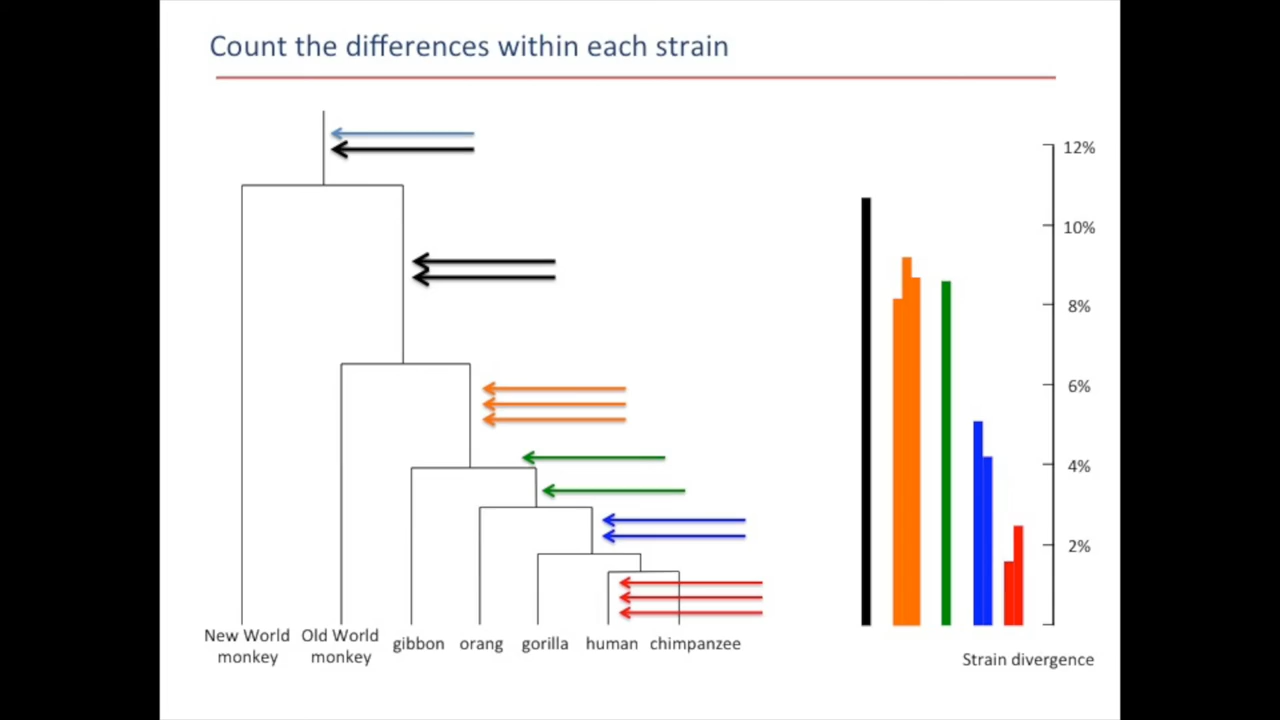 Count the differences within each strain
12%
10%
8%
6%
4%
2%
New World
monkey
Old World
monkey
gibbon
orang
gorilla
human
chimpanzee
Strain divergence